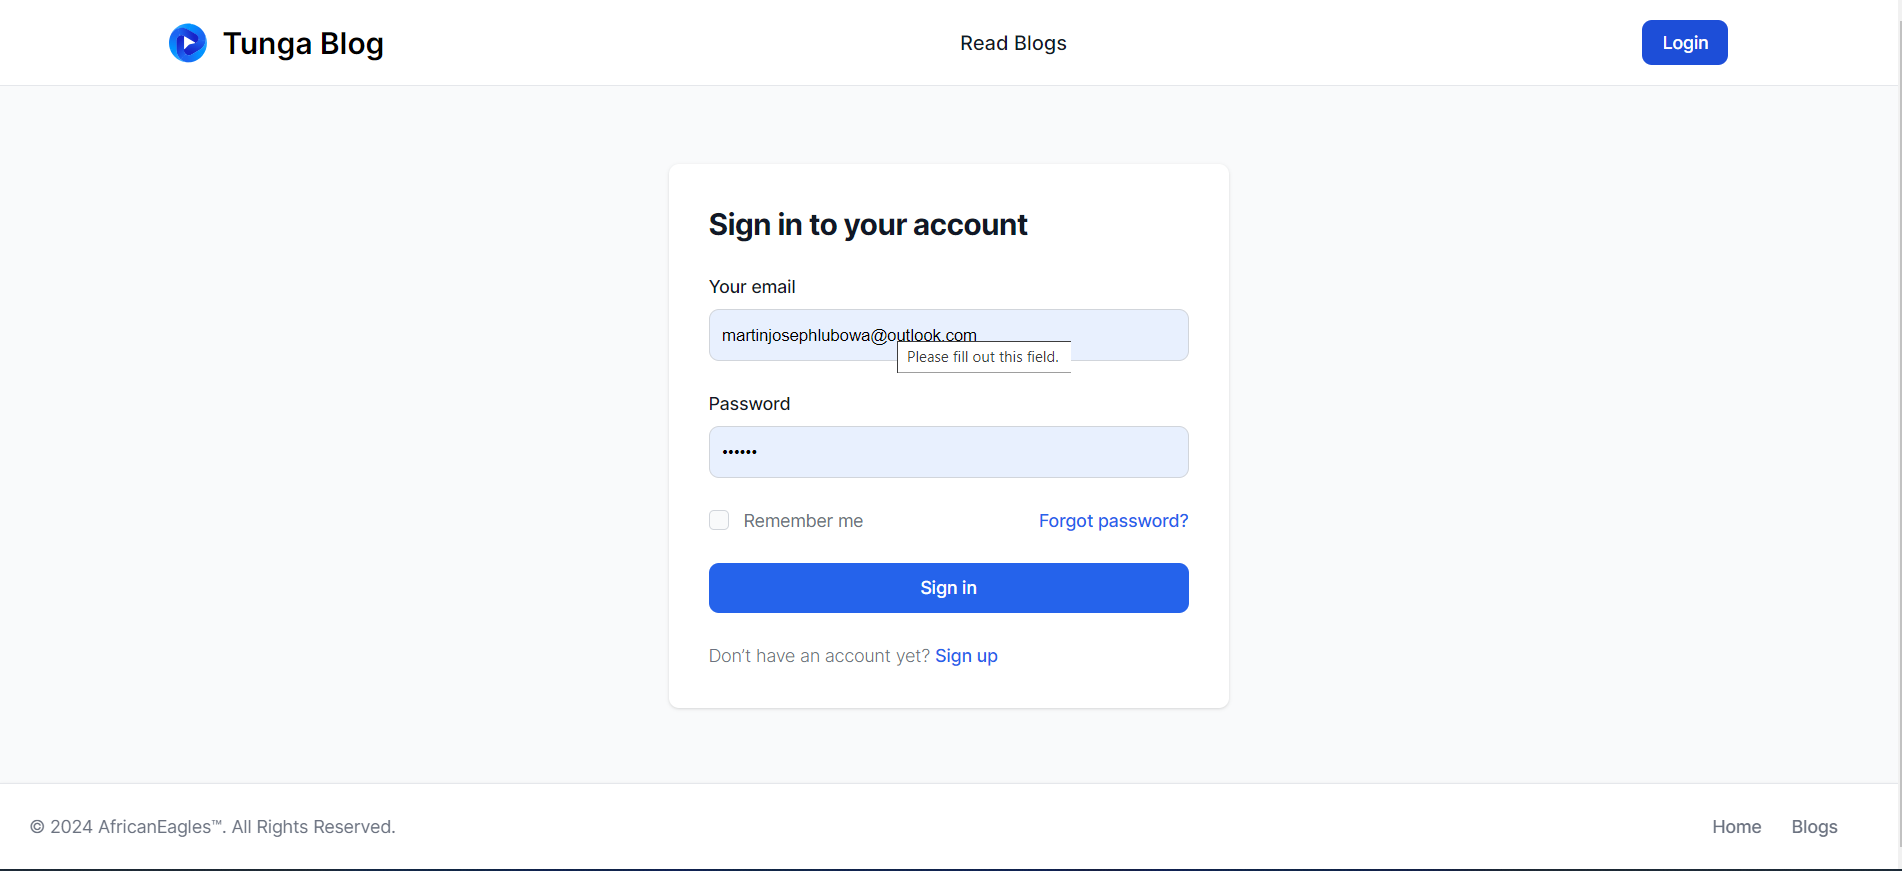 Tunga Blog
Read Blogs
Login
Sign in to your account
Your email
martinjosephlubowa@outlook.com
Please fill out this field.
Password
••••••
Remember me
Forgot password?
Sign in
Don’t have an account yet? Sign up
© 2024 AfricanEagles™. All Rights Reserved.
Home
Blogs